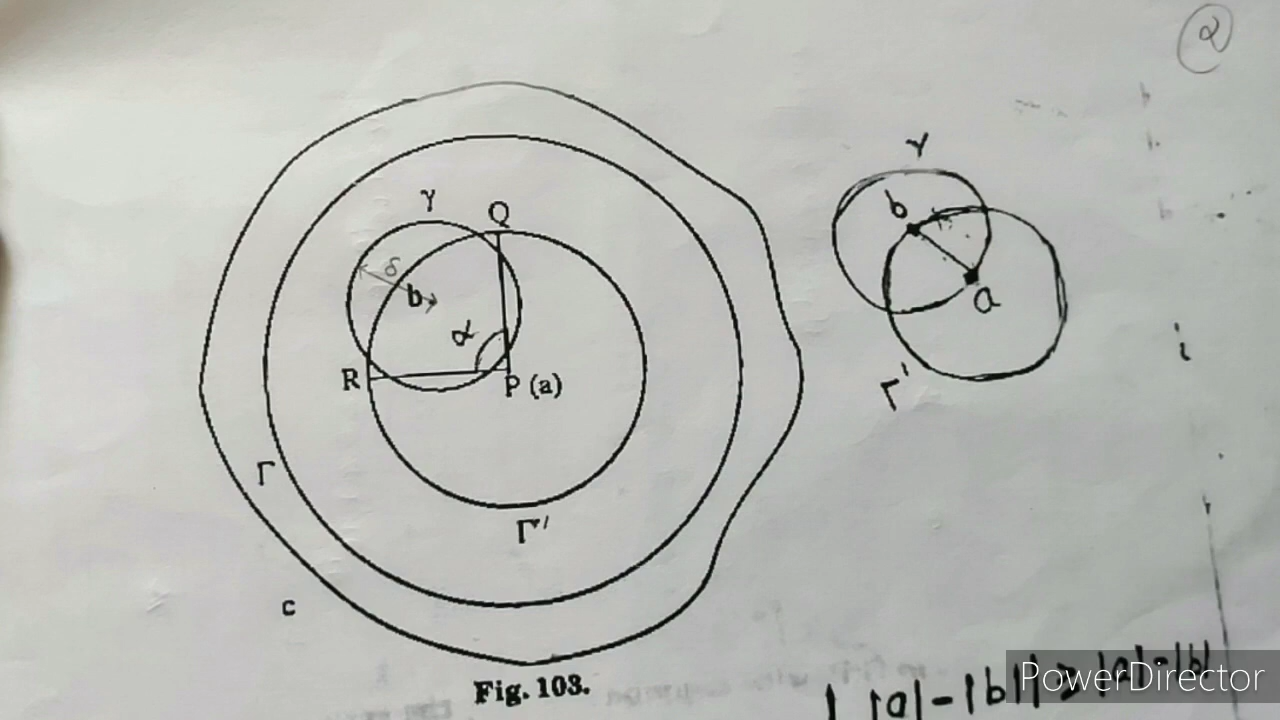 α
γ
Q
δ
b
α
R
P (a)
Γ
Γ'
c
Fig. 103.
γ
b
a
Γ'
i
| |a|-|b| | ≥ |a|-|b|
PowerDirector